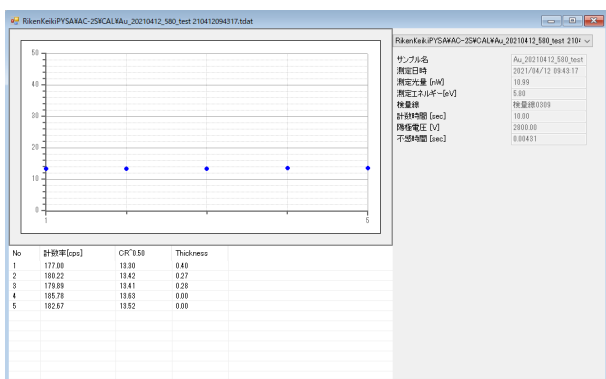 RikenKeiki¥PYSA¥AC-2S¥CAL¥Au_20210412_580_test 210412094317.tdat
50
40
30
20
10
0
1
5
RikenKeiki¥PYSA¥AC-2S¥CAL¥Au_20210412_580_test 210
サンプル名 Au_20210412_580_test
測定日時 2021/04/12 09:43:17
測定光量 [nW] 10.99
測定エネルギー[eV] 5.80
検量線 検量線0309
計数時間 [sec] 10.00
陽極電圧 [V] 2800.00
不感時間 [sec] 0.00431
No 計数率[cps] CR^0.50 Thickness
1 177.00 13.30 0.40
2 180.22 13.42 0.27
3 179.89 13.41 0.28
4 185.78 13.63 0.00
5 182.67 13.52 0.00